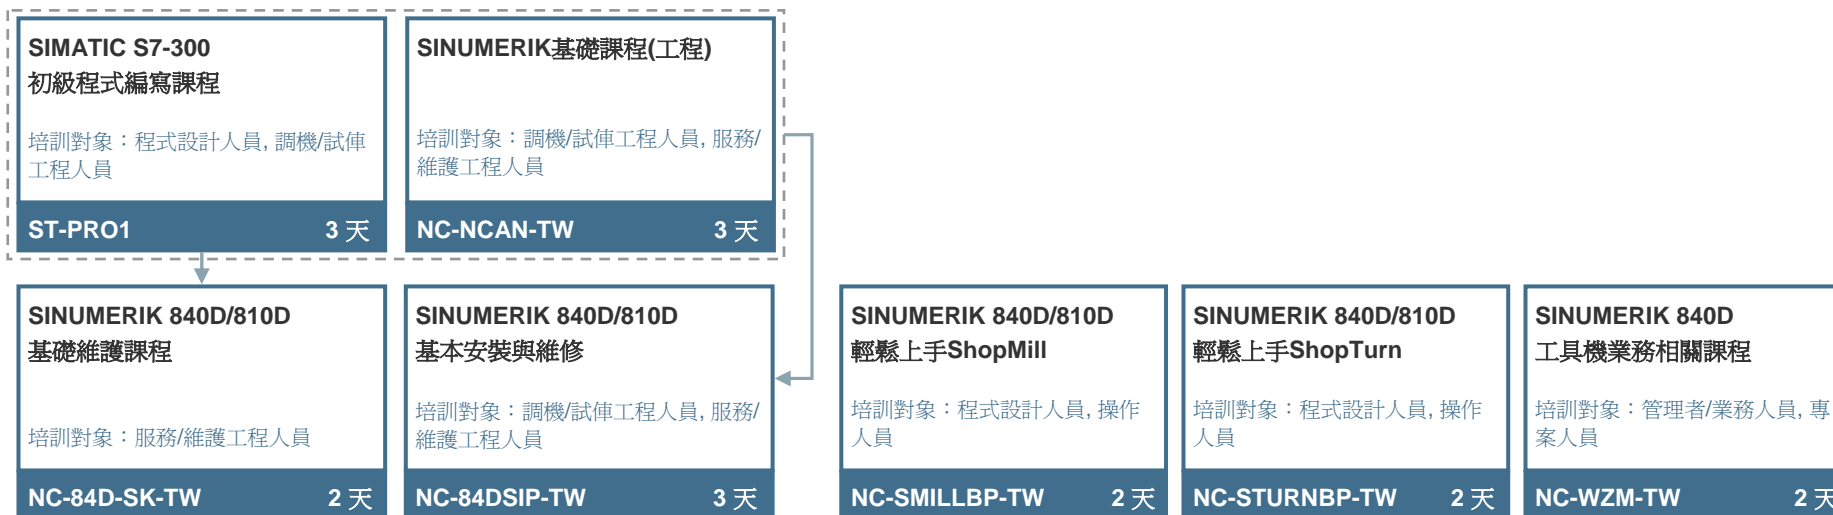 SIMATIC S7-300
初級程式編寫課程
培訓對象：程式設計人員, 調機/試俥
工程人員
ST-PRO1 3 天
SINUMERIK基礎課程(工程)
培訓對象：調機/試俥工程人員, 服務/
維護工程人員
NC-NCAN-TW 3 天
SINUMERIK 840D/810D
基礎維護課程
培訓對象：服務/維護工程人員
NC-84D-SK-TW 2 天
SINUMERIK 840D/810D
基本安裝與維修
培訓對象：調機/試俥工程人員, 服務/
維護工程人員
NC-84DSIP-TW 3 天
SINUMERIK 840D/810D
輕鬆上手ShopMill
培訓對象：程式設計人員, 操作
人員
NC-SMILLBP-TW 2 天
SINUMERIK 840D/810D
輕鬆上手ShopTurn
培訓對象：程式設計人員, 操作
人員
NC-STURNBP-TW 2 天
SINUMERIK 840D
工具機業務相關課程
培訓對象：管理者/業務人員, 專
案人員
NC-WZM-TW 2 天